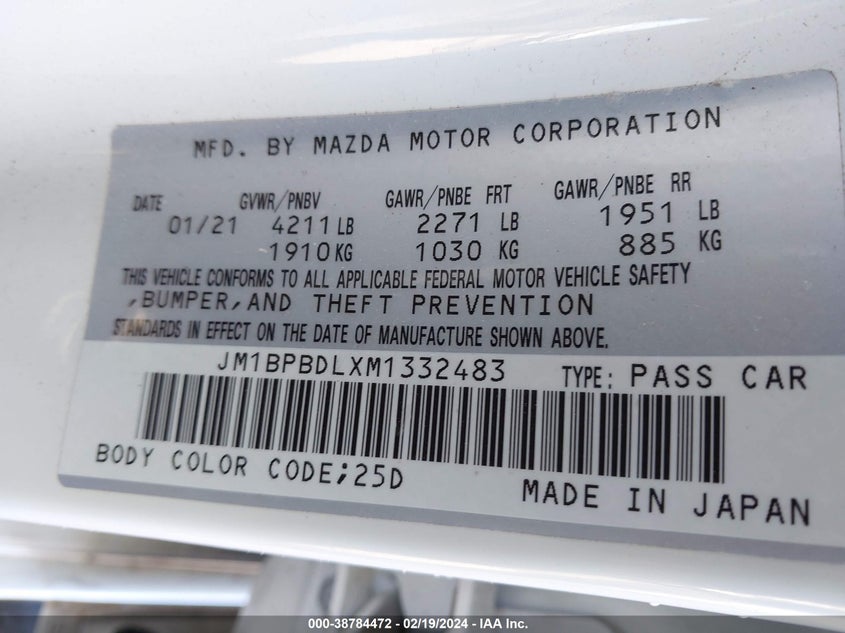 MFD. BY MAZDA MOTOR CORPORATION
DATE GVWR/PNBV GAWR/PNBE FRT GAWR/PNBE RR
01/21 4211 LB 2271 LB 1951 LB
1910 KG 1030 KG 885 KG
THIS VEHICLE CONFORMS TO ALL APPLICABLE FEDERAL MOTOR VEHICLE SAFETY
,BUMPER,AND THEFT PREVENTION
STANDARDS IN EFFECT ON THE DATE OF MANUFACTURE SHOWN ABOVE.
JM1BPBDLXM1332483 TYPE: PASS CAR
BODY COLOR CODE;25D
MADE IN JAPAN
000-38784472 - 02/19/2024 - IAA Inc.